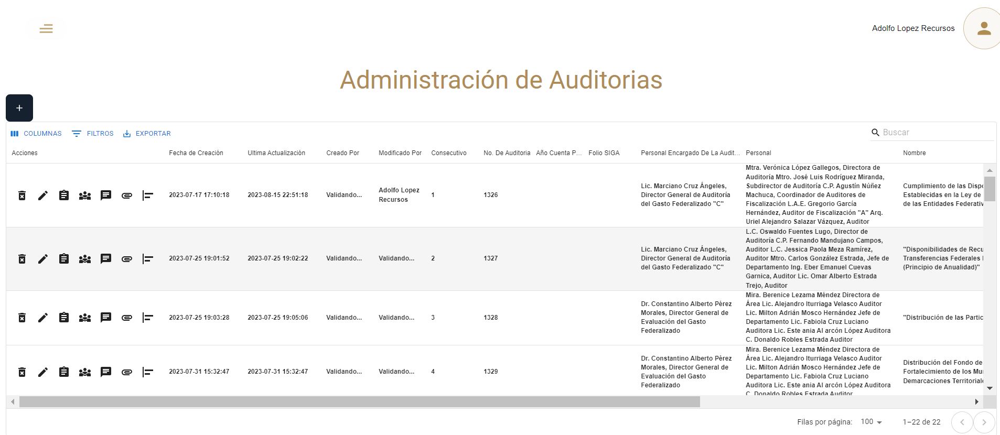 Adolfo Lopez Recursos
Administración de Auditorias
+
COLUMNAS FILTROS EXPORTAR Buscar
Acciones Fecha de Creación Ultima Actualización Creado Por Modificado Por Consecutivo No. De Auditoria Año Cuenta P... Folio SIGA Personal Encargado De La Audit... Personal Nombre
2023-07-17 17:10:18 2023-08-15 22:51:18 Validando...
Adolfo Lopez
Recursos
1 1326
Lic. Marciano Cruz Ángeles,
Director General de Auditoría
del Gasto Federalizado "C"
Mtra. Verónica López Gallegos, Directora de
Auditoría Mtro. José Luis Rodríguez Miranda,
Subdirector de Auditoría C.P. Agustín Núñez
Machuca, Coordinador de Auditores de
Fiscalización L.A.E. Gregorio García
Hernández, Auditor de Fiscalización "A" Arq.
Uriel Alejandro Salazar Vázquez, Auditor
Cumplimiento de las Dispo
Establecidas en la Ley de
de las Entidades Federativ
2023-07-25 19:01:52 2023-07-25 19:02:22 Validando... Validando... 2 1327
Lic. Marciano Cruz Ángeles,
Director General de Auditoría
del Gasto Federalizado "C"
L.C. Oswaldo Fuentes Lugo, Director de
Auditoría C.P. Fernando Mandujano Campos,
Auditor L.C. Jessica Paola Meza Ramírez,
Auditor Mtro. Carlos González Estrada, Jefe de
Departamento Ing. Eber Emanuel Cuevas
Garnica, Auditor Lic. Omar Alberto Estrada
Trejo, Auditor
"Disponibilidades de Recu
Transferencias Federales
(Principio de Anualidad)"
2023-07-25 19:03:28 2023-07-25 19:05:06 Validando... Validando... 3 1328
Dr. Constantino Alberto Pérez
Morales, Director General de
Evaluación del Gasto
Federalizado
Mira. Berenice Lezama Méndez Directora de
Área Lic. Alejandro Iturriaga Velasco Auditor
Lic. Milton Adrián Mosco Hernández Jefe de
Departamento Lic. Fabiola Cruz Luciano
Auditora Lic. Este ania Al arcón López Auditora
C. Donaldo Robles Estrada Auditor
"Distribución de las Partic
2023-07-31 15:32:47 2023-07-31 15:32:47 Validando... Validando... 4 1329
Dr. Constantino Alberto Pérez
Morales, Director General de
Evaluación del Gasto
Federalizado
Mira. Berenice Lezama Méndez Directora de
Área Lic. Alejandro Iturriaga Velasco Auditor
Lic. Milton Adrián Mosco Hernández Jefe de
Departamento Lic. Fabiola Cruz Luciano
Auditora Lic. Este ania Al arcón López Auditora
C. Donaldo Robles Estrada Auditor
Distribución del Fondo de
Fortalecimiento de los Mu
Demarcaciones Territoriale
Filas por página: 100 1–22 de 22